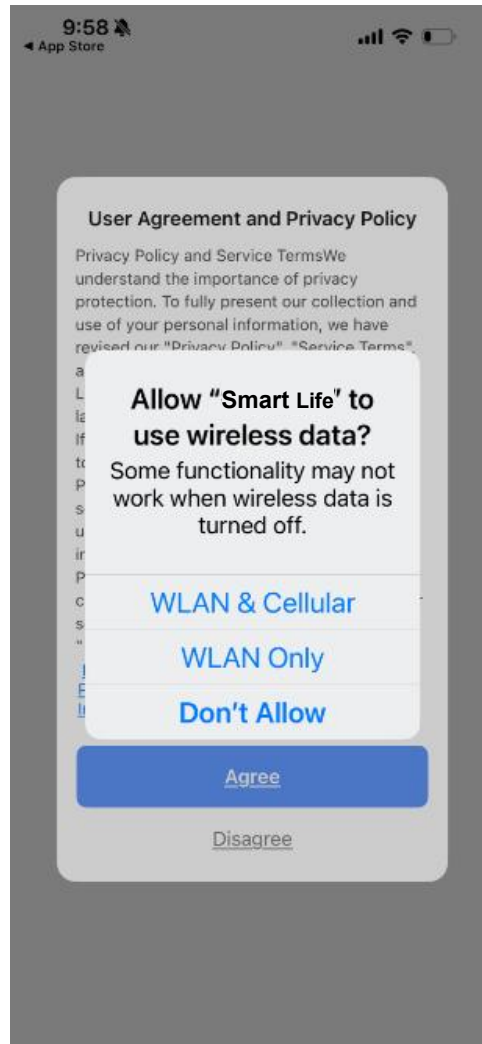 9:58
◀ App Store
User Agreement and Privacy Policy
Privacy Policy and Service TermsWe
understand the importance of privacy
protection. To fully present our collection and
use of your personal information, we have
revised our "Privacy Policy", "Service Terms",
Allow “Smart Life" to
use wireless data?
Some functionality may not
work when wireless data is
turned off.
WLAN & Cellular
WLAN Only
Don't Allow
Agree
Disagree